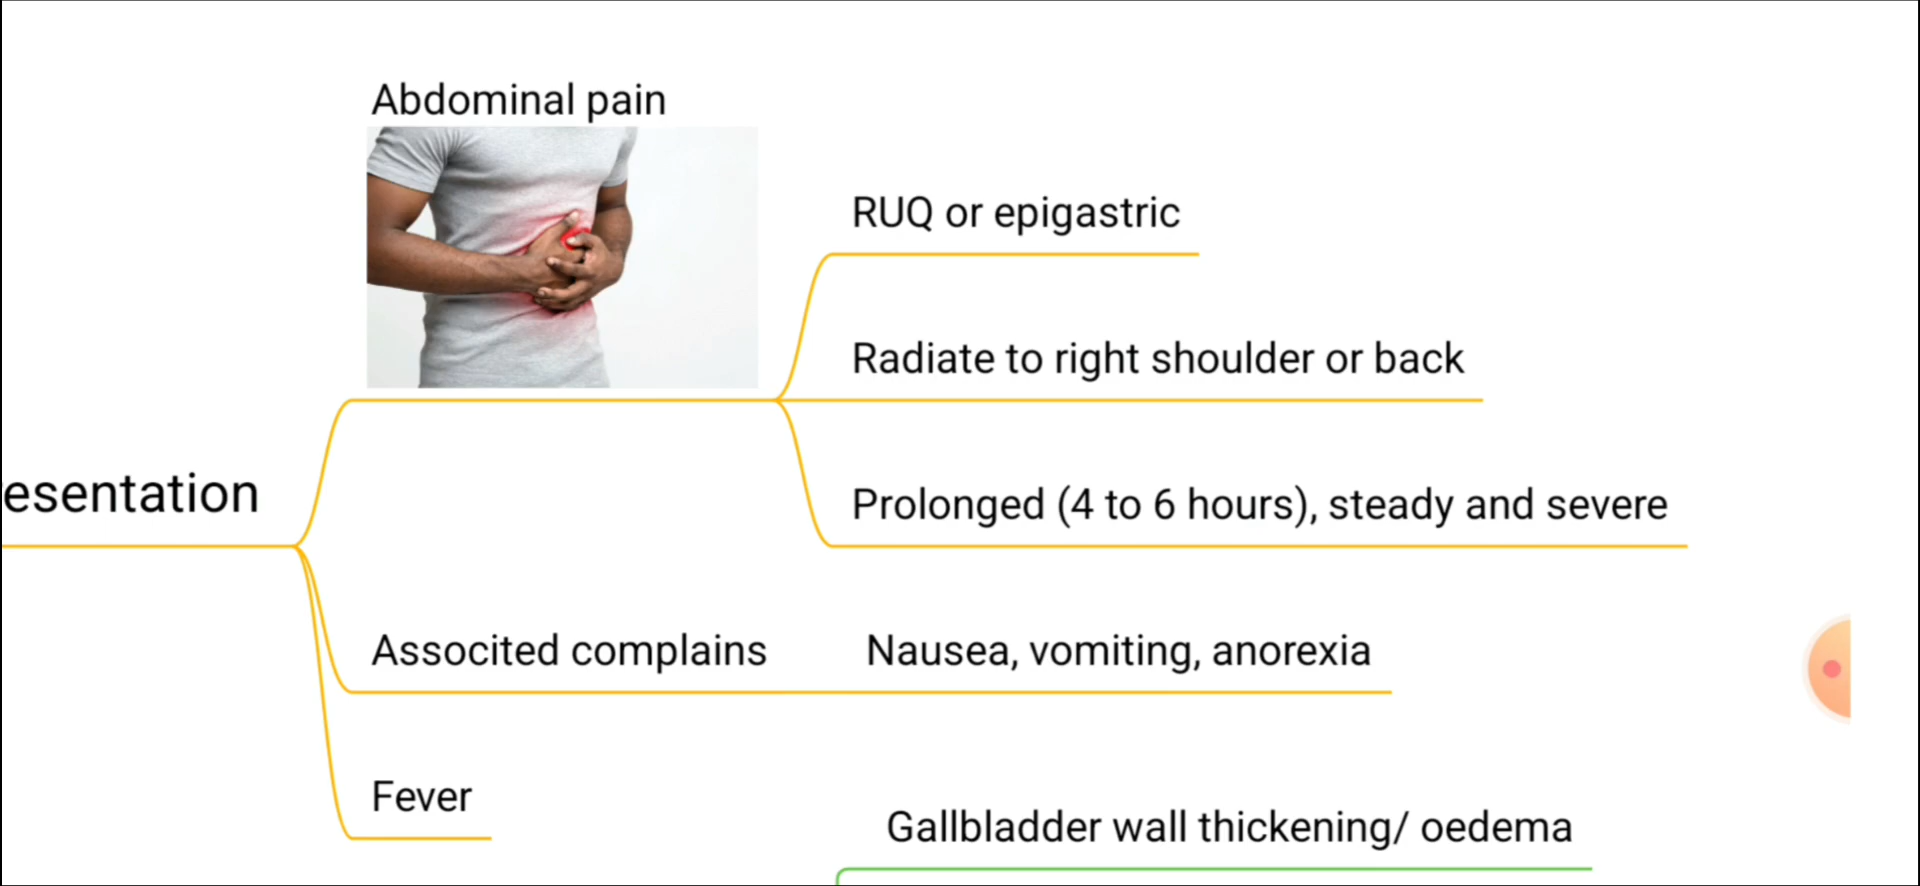 Abdominal pain
RUQ or epigastric
Radiate to right shoulder or back
esentation
Prolonged (4 to 6 hours), steady and severe
Associted complains
Nausea, vomiting, anorexia
Fever
Gallbladder wall thickening/ oedema